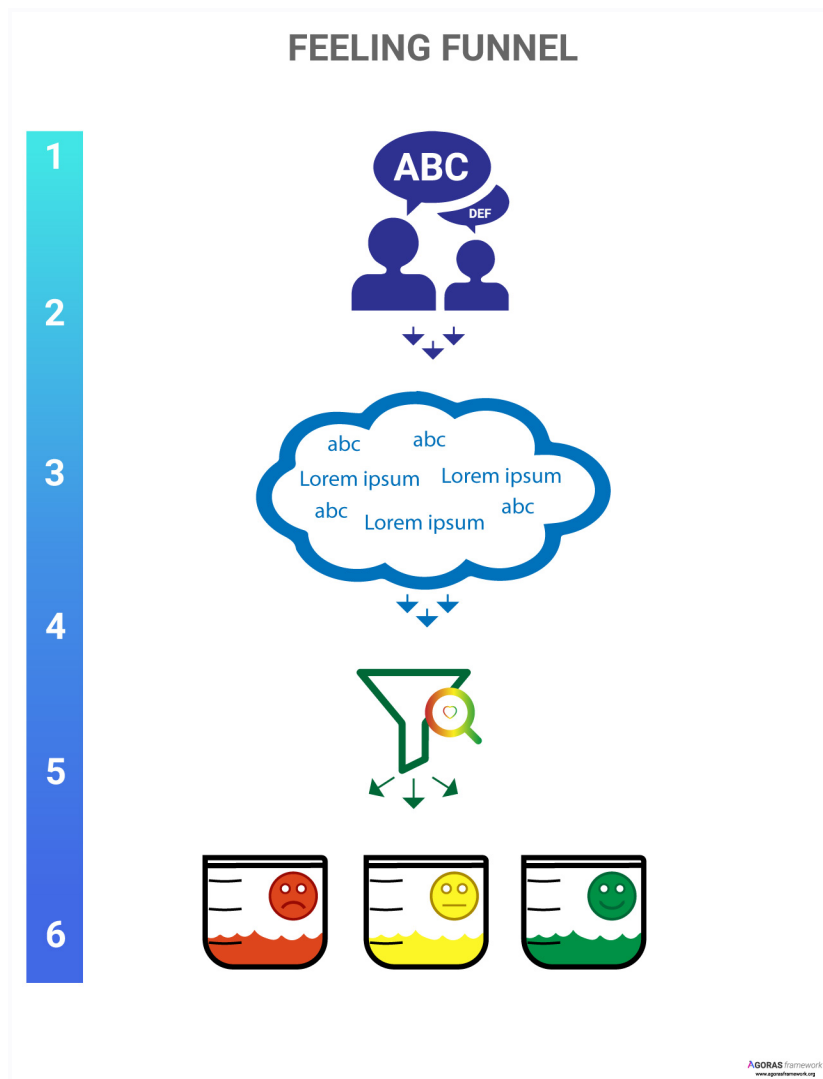 FEELING FUNNEL
1
ABC
DEF
2
abc
abc
3
Lorem ipsum
Lorem ipsum
abc
Lorem ipsum
abc
4
5
6
AGORAS framework
www.agorasframework.org